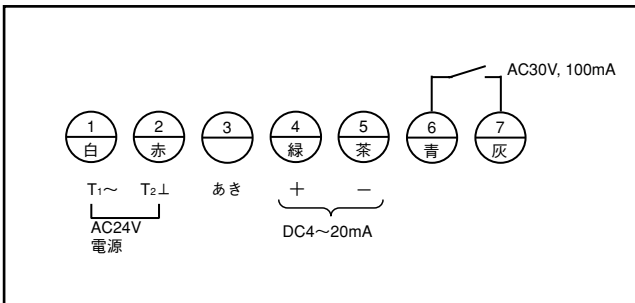 AC30V, 100mA
1 2 3 4 5 6 7
白 赤 緑 茶 青 灰
T₁～ T₂⊥ あき ＋ －
AC24V
電源
DC4～20mA